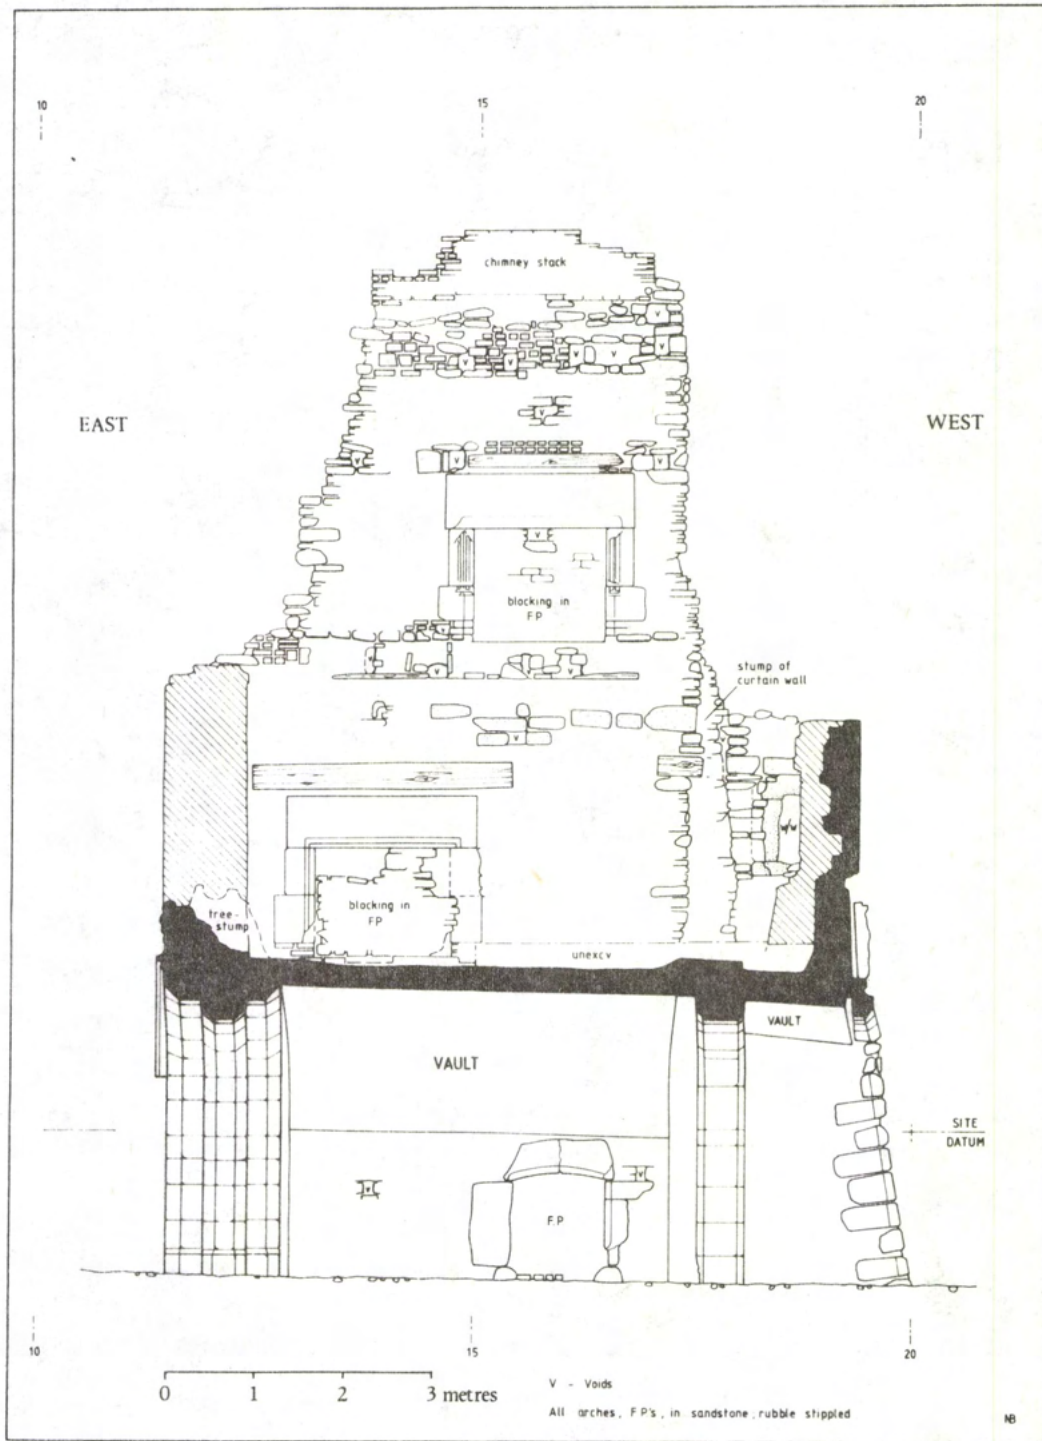 10
15
20
chimney stack
V
V
V
V
V
V
V
V
EAST
WEST
V
V
V
V
blocking in
FP
V
V
V
V
stump of
curtain wall
V
W/W
blocking in
FP
tree-
stump
unexcv
VAULT
VAULT
SITE
DATUM
V
V
F.P
10
15
20
0 1 2 3 metres
V - Voids
All arches, F P's, in sandstone, rubble stippled
NB